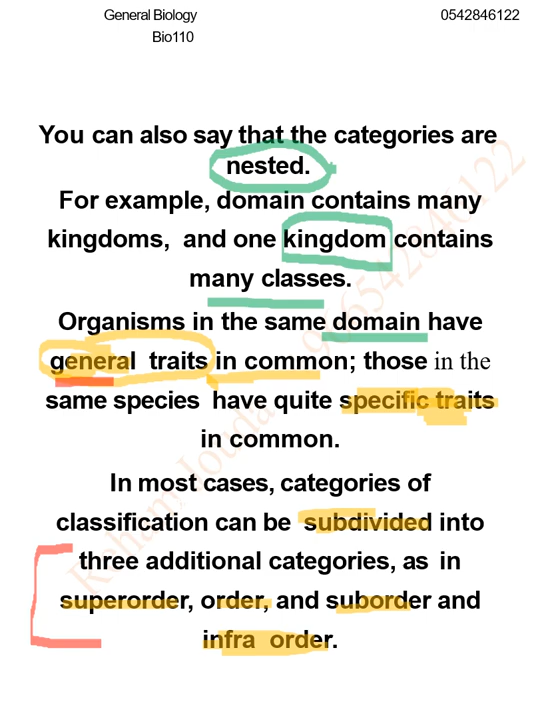 General Biology 0542846122
Bio110
You can also say that the categories are
nested.
For example, domain contains many
kingdoms, and one kingdom contains
many classes.
Organisms in the same domain have
general traits in common; those in the
same species have quite specific traits
in common.
In most cases, categories of
classification can be subdivided into
three additional categories, as in
superorder, order, and suborder and
infra order.
Reham Jouda 966542846122